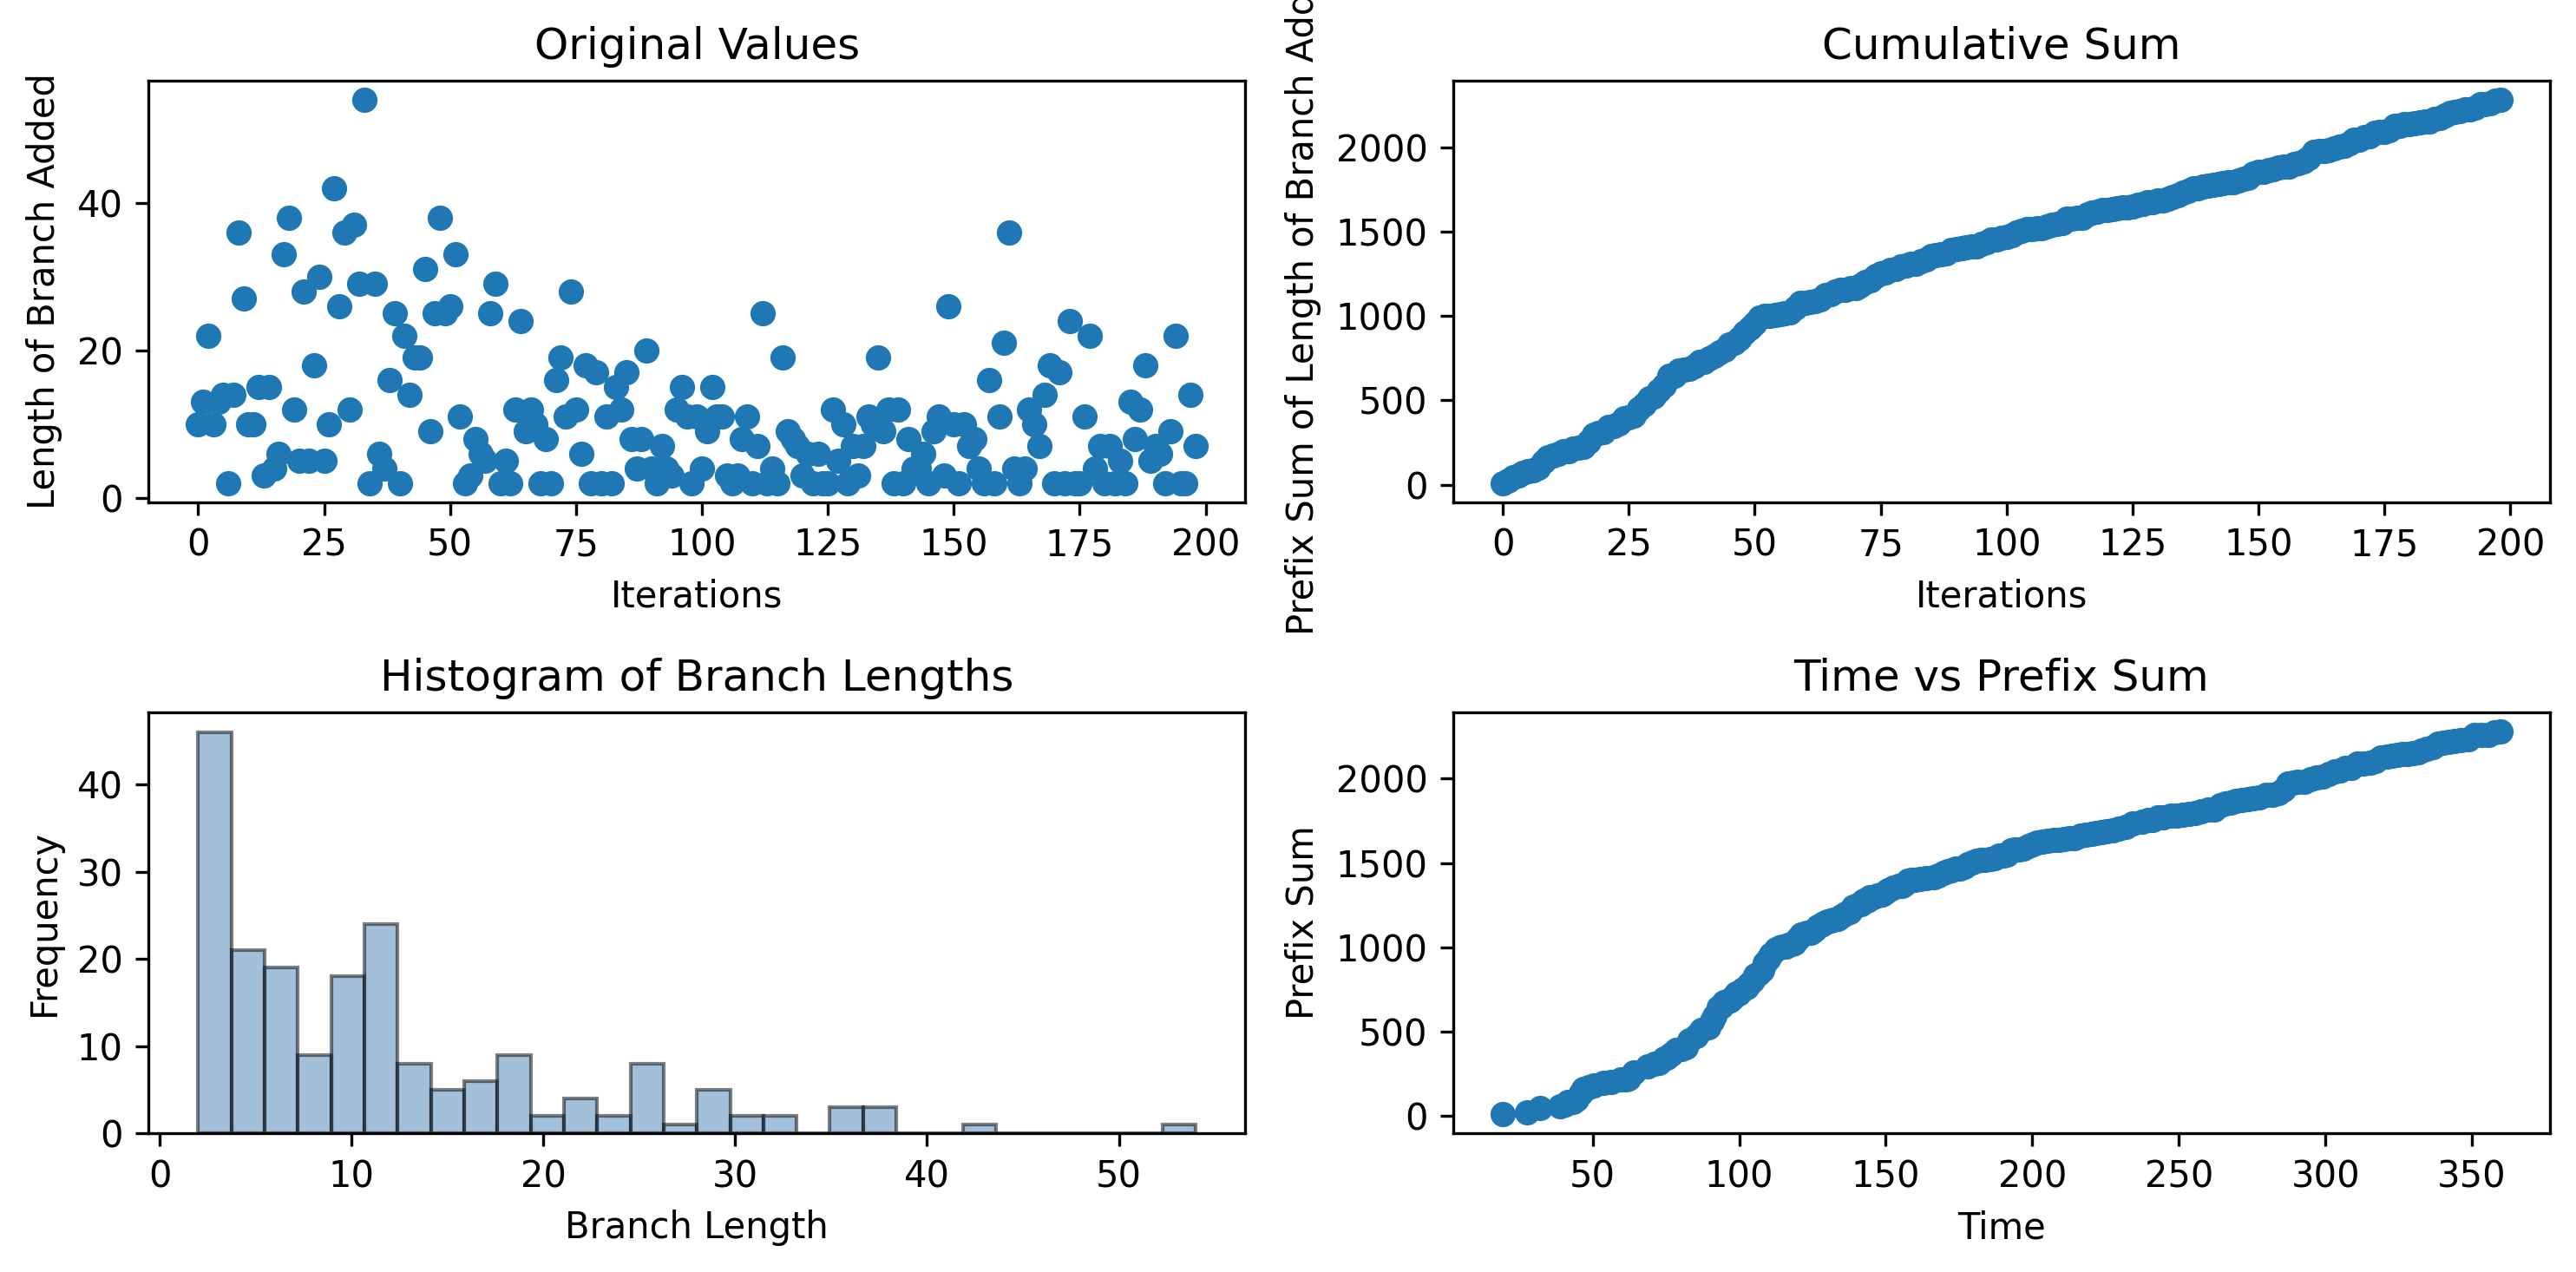 Original Values
Length of Branch Added
40
20
0
0 25 50 75 100 125 150 175 200
Iterations
Cumulative Sum
Prefix Sum of Length of Branch
2000
1500
1000
500
0
0 25 50 75 100 125 150 175 200
Iterations
Histogram of Branch Lengths
Frequency
40
30
20
10
0
0 10 20 30 40 50
Branch Length
Time vs Prefix Sum
Prefix Sum
2000
1500
1000
500
0
50 100 150 200 250 300 350
Time